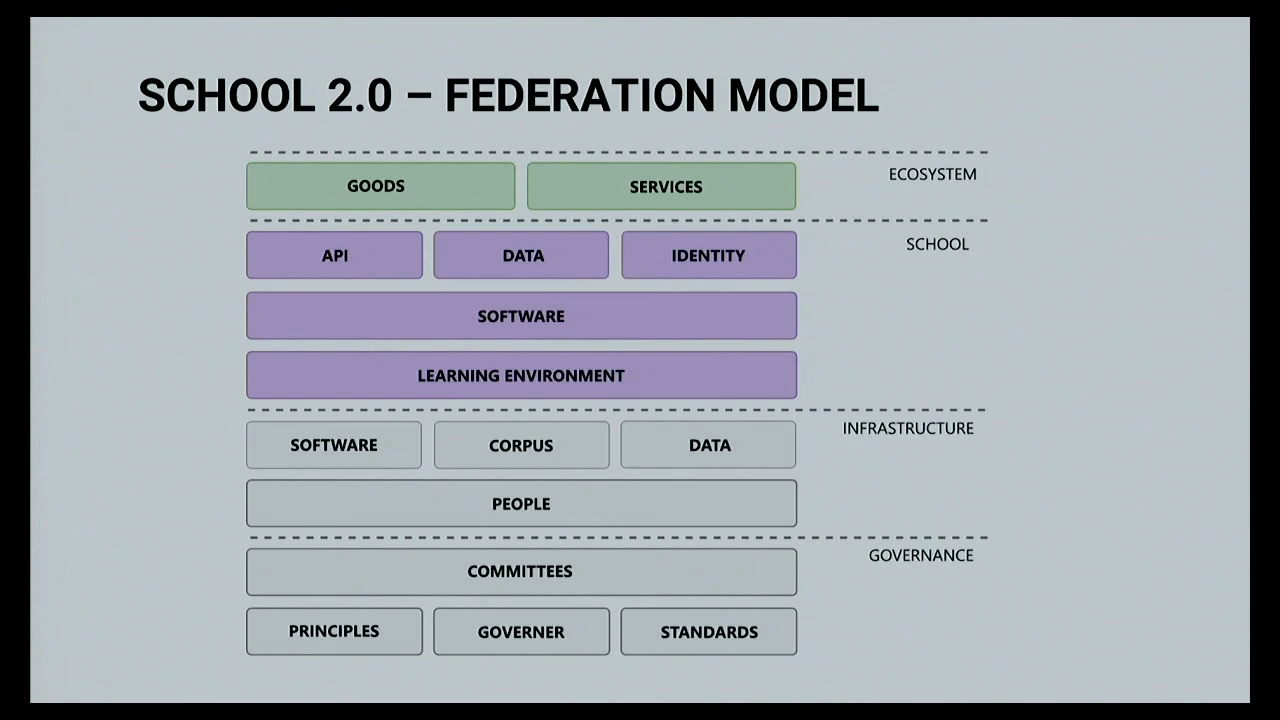 SCHOOL 2.0 – FEDERATION MODEL
GOODS SERVICES ECOSYSTEM
API DATA IDENTITY SCHOOL
SOFTWARE
LEARNING ENVIRONMENT
SOFTWARE CORPUS DATA INFRASTRUCTURE
PEOPLE
COMMITTEES GOVERNANCE
PRINCIPLES GOVERNER STANDARDS